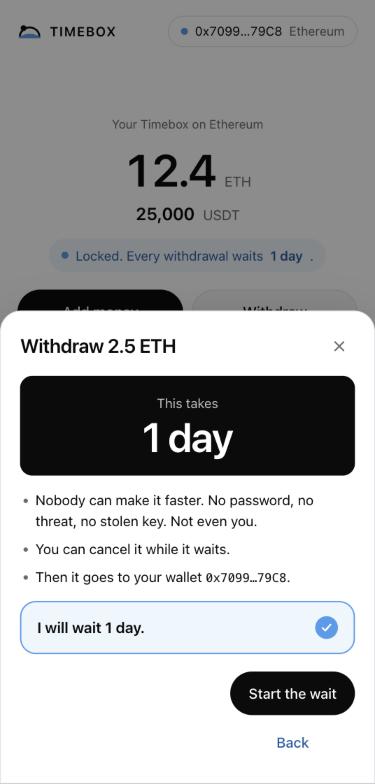 TIMEBOX
0x7099…79C8 Ethereum
Your Timebox on Ethereum
12.4 ETH
25,000 USDT
Locked. Every withdrawal waits 1 day .
Add money Withdraw
Withdraw 2.5 ETH
This takes
1 day
Nobody can make it faster. No password, no
threat, no stolen key. Not even you.
You can cancel it while it waits.
Then it goes to your wallet 0x7099…79C8.
I will wait 1 day.
Start the wait
Back